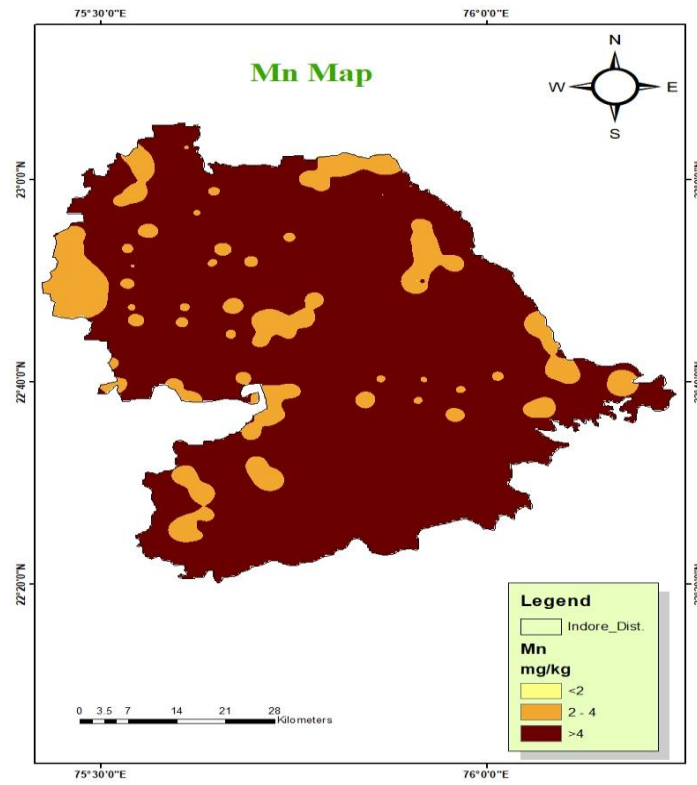 75°30'0"E 76°0'0"E
Mn Map
N
W E
S
23°0'0"N
22°40'0"N
22°20'0"N
Legend
Indore_Dist.
Mn
mg/kg
<2
2 - 4
>4
0 3.5 7 14 21 28
Kilometers
75°30'0"E 76°0'0"E